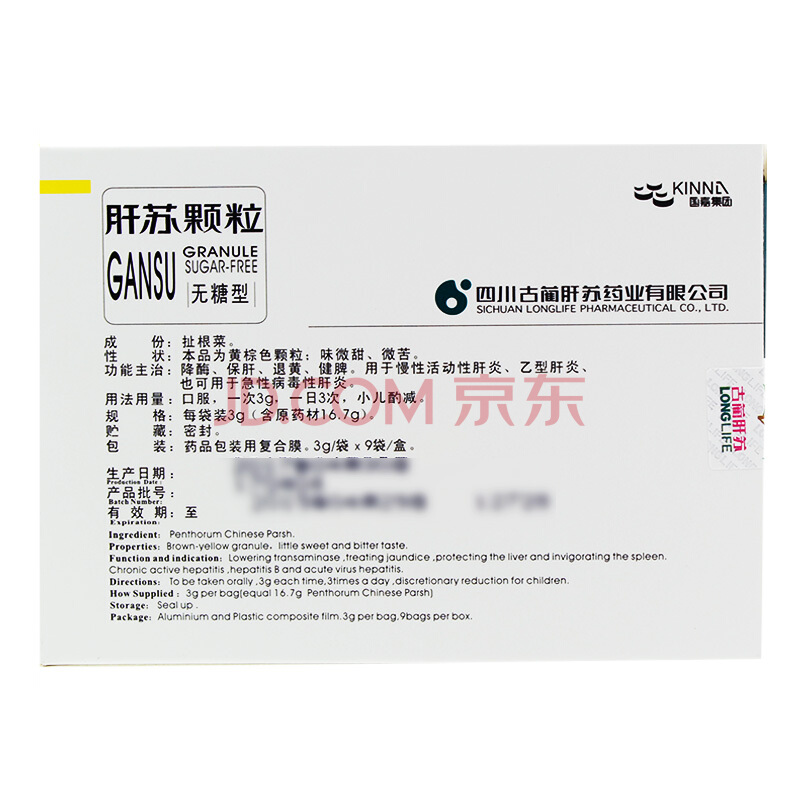 KINNA
国嘉集团
肝苏颗粒
GANSU
GRANULE
SUGAR-FREE
无糖型
四川古蔺肝苏药业有限公司
SICHUAN LONGLIFE PHARMACEUTICAL CO., LTD.
成 份：扯根菜。
性 状：本品为黄棕色颗粒；味微甜、微苦。
功能主治：降酶、保肝、退黄、健脾。用于慢性活动性肝炎、乙型肝炎、
也可用于急性病毒性肝炎。
用法用量：口服，一次3g，一日3次，小儿酌减。
规 格：每袋装3g（含原药材16.7g）。
贮 藏：密封。
包 装：药品包装用复合膜。3g/袋 x 9袋/盒。
JD.COM 京东
古蔺肝苏
LONGLIFE
生产日期：
Production Date:
产品批号：
Batch Number:
有 效 期：至
Expiration:
Ingredient: Penthorum Chinese Parsh.
Properties: Brown-yellow granule, little sweet and bitter taste.
Function and indication: Lowering transaminase ,treating jaundice ,protecting the liver and invigorating the spleen.
Chronic active hepatitis ,hepatitis B and acute virus hepatitis.
Directions: To be taken orally ,3g each time,3times a day ,discretionary reduction for children.
How Supplied : 3g per bag(equal 16.7g Penthorum Chinese Parsh)
Storage: Seal up .
Package: Aluminium and Plastic composite film.3g per bag,9bags per box.